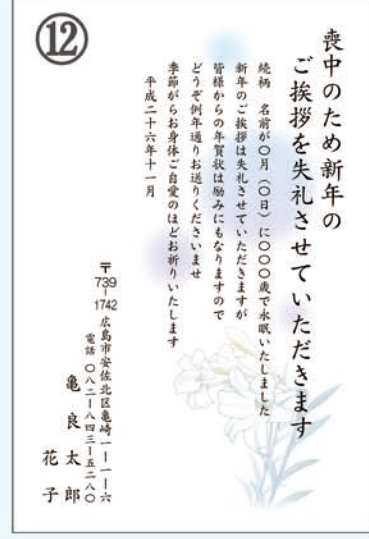 ⑫
喪中のため新年の
ご挨拶を失礼させていただきます
続柄　名前が〇月（〇日）に〇〇〇歳で永眠いたしました
新年のご挨拶は失礼させていただきますが
皆様からの年賀状は励みにもなりますので
どうぞ例年通りお送りくださいませ
季節がらお身体ご自愛のほどお祈りいたします
平成二十六年十一月
〒739-1742 広島市安佐北区亀崎一ー一ー六
電話 〇八二ー八四三ー五二八〇
亀 良 太 郎
花 子